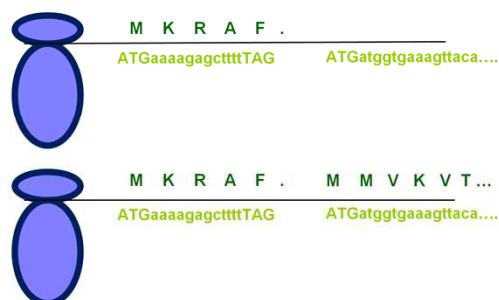 M K R A F .
ATGaaaagagcttttTAG ATGatggtgaaagttaca....
M K R A F . M M V K V T...
ATGaaaagagcttttTAG ATGatggtgaaagttaca....